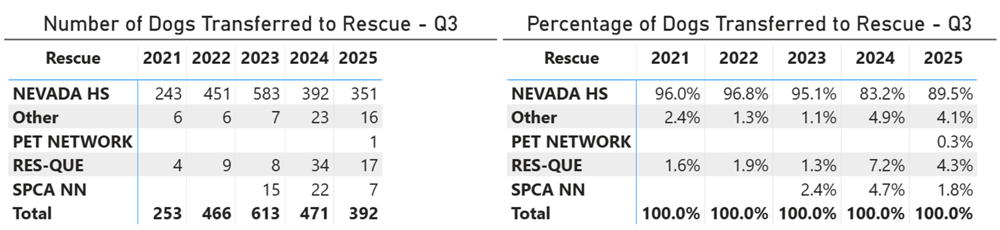 Number of Dogs Transferred to Rescue - Q3
Rescue 2021 2022 2023 2024 2025
NEVADA HS 243 451 583 392 351
Other 6 6 7 23 16
PET NETWORK 1
RES-QUE 4 9 8 34 17
SPCA NN 15 22 7
Total 253 466 613 471 392
Percentage of Dogs Transferred to Rescue - Q3
Rescue 2021 2022 2023 2024 2025
NEVADA HS 96.0% 96.8% 95.1% 83.2% 89.5%
Other 2.4% 1.3% 1.1% 4.9% 4.1%
PET NETWORK 0.3%
RES-QUE 1.6% 1.9% 1.3% 7.2% 4.3%
SPCA NN 2.4% 4.7% 1.8%
Total 100.0% 100.0% 100.0% 100.0% 100.0%